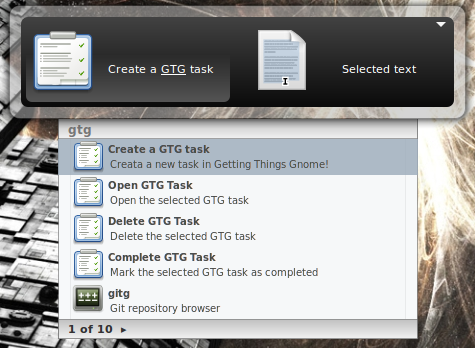 Create a GTG task
Selected text
gtg
Create a GTG task
Creata a new task in Getting Things Gnome!
Open GTG Task
Open the selected GTG task
Delete GTG Task
Delete the selected GTG task
Complete GTG Task
Mark the selected GTG task as completed
gitg
Git repository browser
1 of 10 ▸